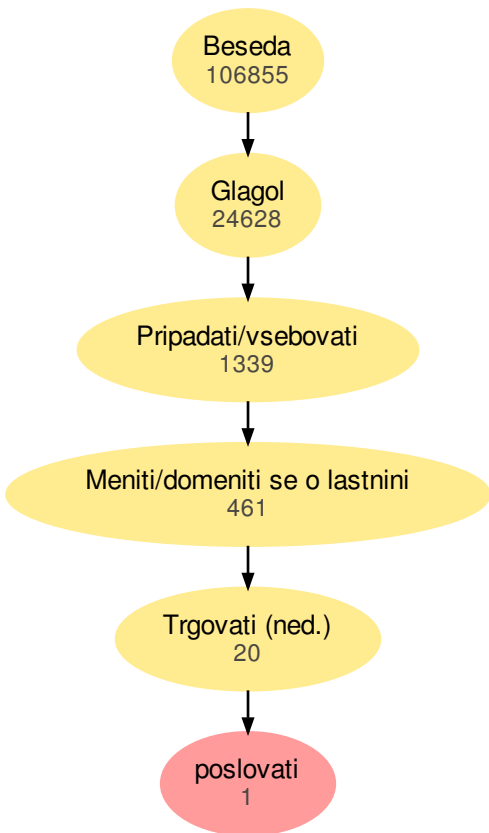 Beseda
106855
Glagol
24628
Pripadati/vsebovati
1339
Meniti/domeniti se o lastnini
461
Trgovati (ned.)
20
poslovati
1